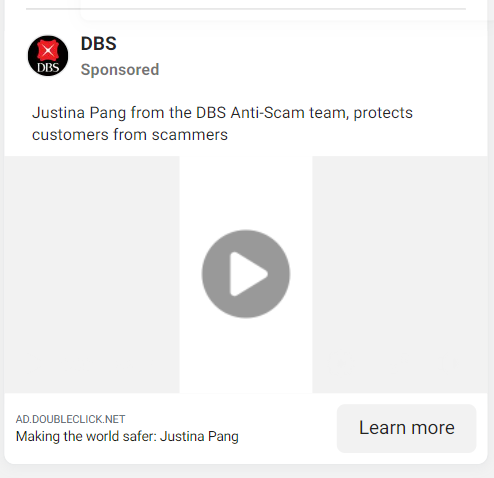 DBS
DBS
Sponsored
Justina Pang from the DBS Anti-Scam team, protects
customers from scammers
AD.DOUBLECLICK.NET
Making the world safer: Justina Pang
Learn more